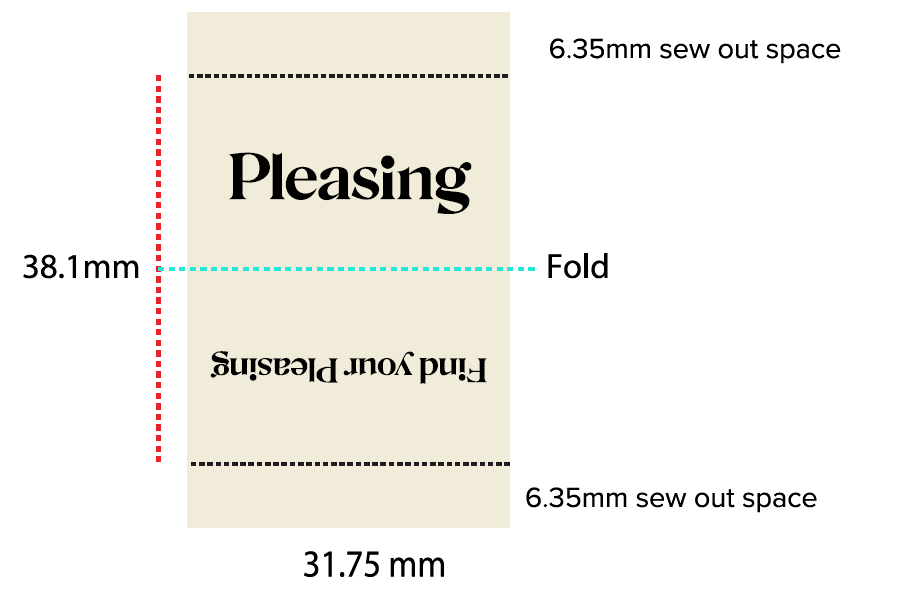 6.35mm sew out space
Pleasing
38.1mm
Fold
Find your Pleasing
6.35mm sew out space
31.75 mm